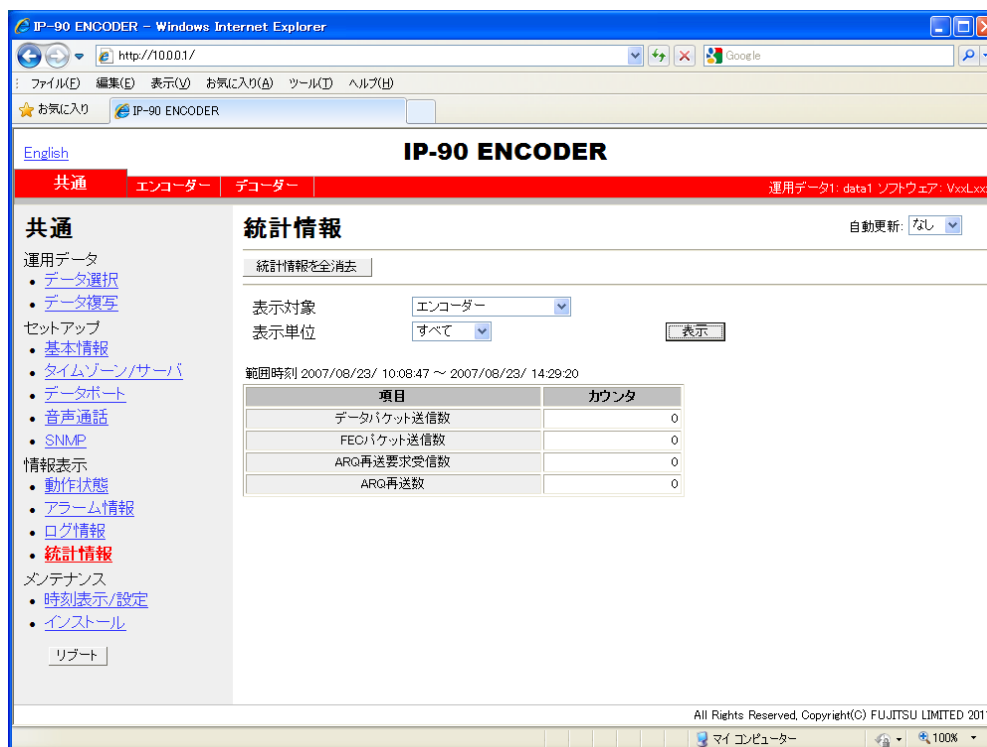 IP-90 ENCODER - Windows Internet Explorer
http://10.0.0.1/
Google
ファイル(F) 編集(E) 表示(V) お気に入り(A) ツール(T) ヘルプ(H)
お気に入り IP-90 ENCODER
English
IP-90 ENCODER
共通 エンコーダー デコーダー 運用データ1: data1 ソフトウェア: VxxLxx
共通
統計情報
自動更新: なし
統計情報を全消去
運用データ
データ選択
データ複写
セットアップ
基本情報
タイムゾーン/サーバ
データポート
音声通話
SNMP
情報表示
動作状態
アラーム情報
ログ情報
統計情報
メンテナンス
時刻表示/設定
インストール
リブート
表示対象 エンコーダー
表示単位 すべて 表示
範囲時刻 2007/08/23/ 10:08:47 ~ 2007/08/23/ 14:29:20
項目 カウンタ
データパケット送信数 0
FECパケット送信数 0
ARQ再送要求受信数 0
ARQ再送数 0
All Rights Reserved, Copyright(C) FUJITSU LIMITED 201
マイ コンピューター 100%